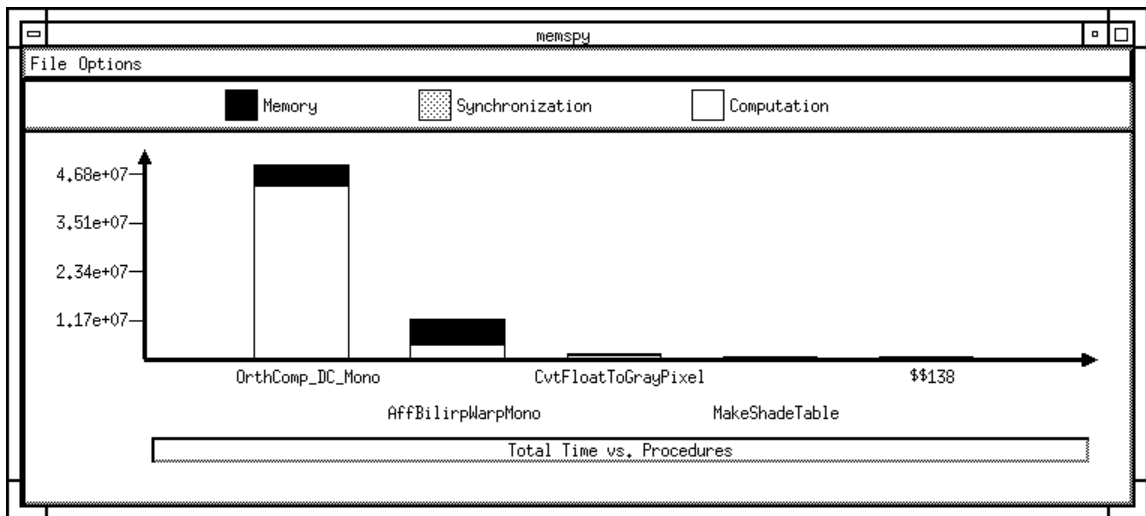 memspy
File Options
Memory Synchronization Computation
4.68e+07
3.51e+07
2.34e+07
1.17e+07
OrthComp_DC_Mono CvtFloatToGrayPixel $$138
AffBilirpWarpMono MakeShadeTable
Total Time vs. Procedures